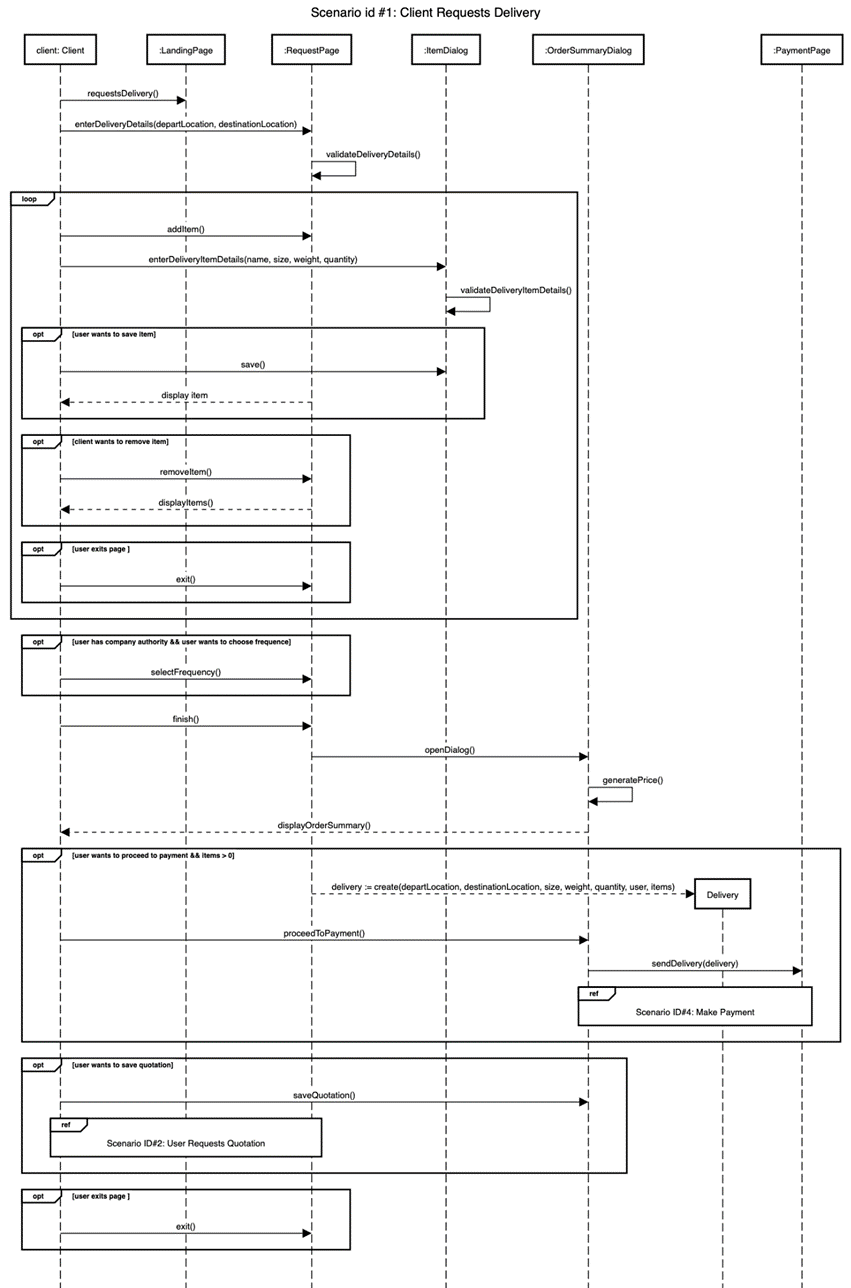 Scenario id #1: Client Requests Delivery
client: Client
:LandingPage
:RequestPage
:ItemDialog
:OrderSummaryDialog
:PaymentPage
requestsDelivery()
enterDeliveryDetails(departLocation, destinationLocation)
validateDeliveryDetails()
loop
addItem()
enterDeliveryItemDetails(name, size, weight, quantity)
validateDeliveryItemDetails()
opt [user wants to save item]
save()
display item
opt [client wants to remove item]
removeItem()
displayItems()
opt [user exits page ]
exit()
opt [user has company authority && user wants to choose frequence]
selectFrequency()
finish()
openDialog()
generatePrice()
displayOrderSummary()
opt [user wants to proceed to payment && items > 0]
delivery := create(departLocation, destinationLocation, size, weight, quantity, user, items)
Delivery
proceedToPayment()
sendDelivery(delivery)
ref
Scenario ID#4: Make Payment
opt [user wants to save quotation]
saveQuotation()
ref
Scenario ID#2: User Requests Quotation
opt [user exits page ]
exit()